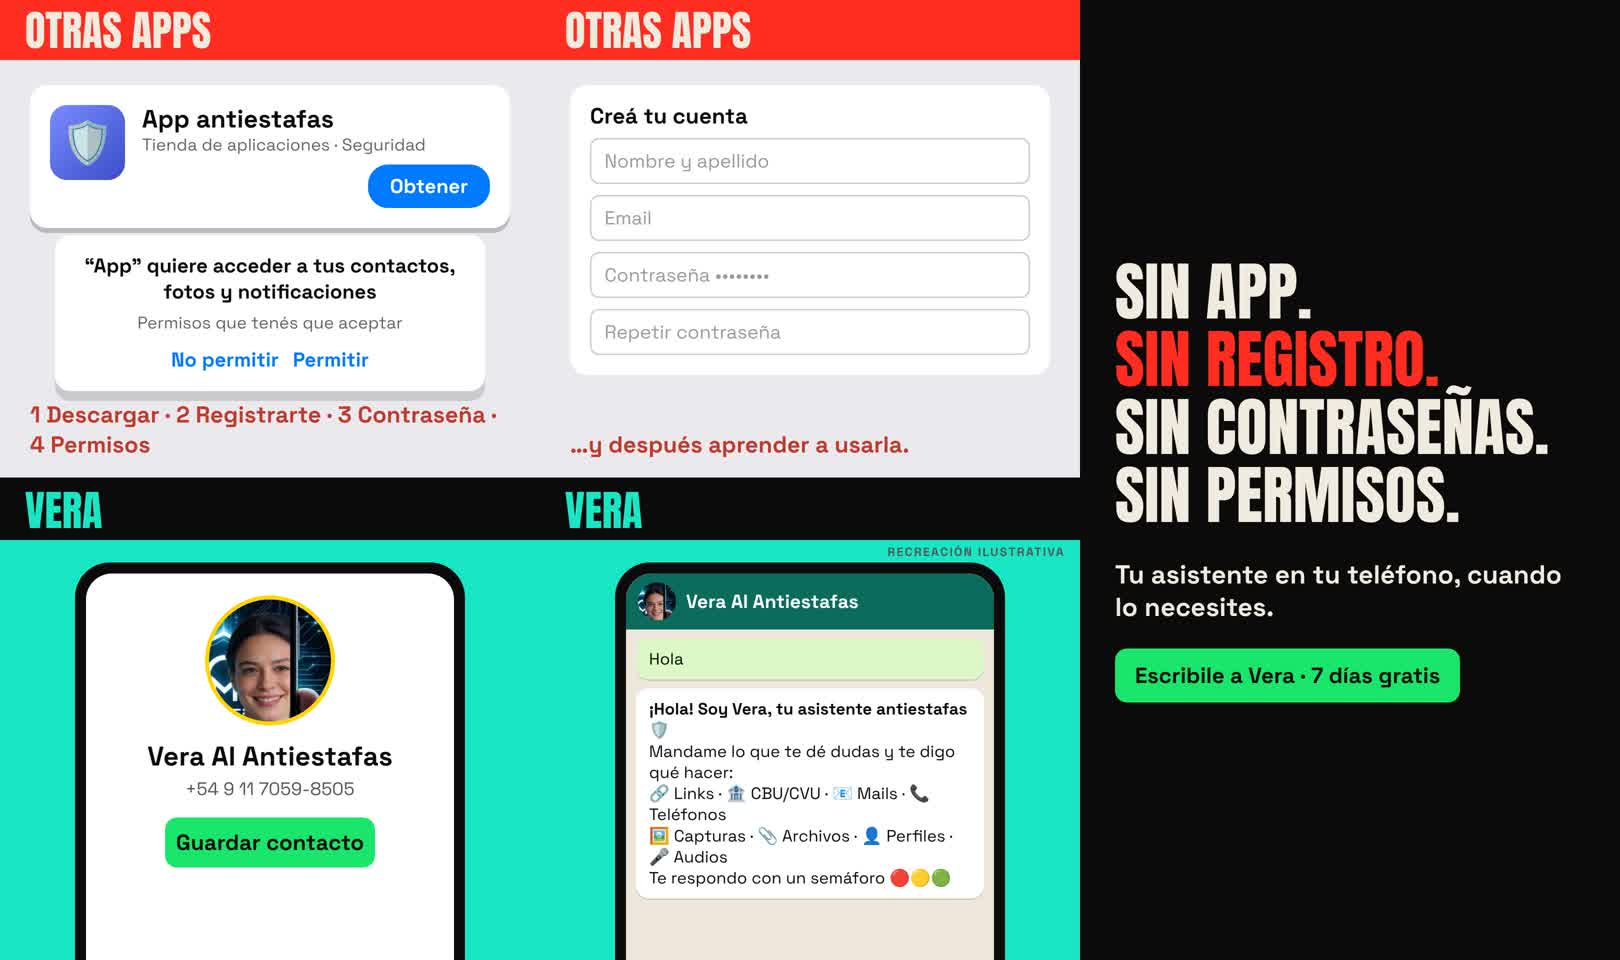 OTRAS APPS
App antiestafas
Tienda de aplicaciones · Seguridad
Obtener
“App” quiere acceder a tus contactos,
fotos y notificaciones
Permisos que tenés que aceptar
No permitir Permitir
1 Descargar · 2 Registrarte · 3 Contraseña ·
4 Permisos
OTRAS APPS
Creá tu cuenta
Nombre y apellido
Email
Contraseña ••••••••
Repetir contraseña
...y después aprender a usarla.
VERA
Vera AI Antiestafas
+54 9 11 7059-8505
Guardar contacto
VERA
RECREACIÓN ILUSTRATIVA
Vera AI Antiestafas
Hola
¡Hola! Soy Vera, tu asistente antiestafas
🛡️
Mandame lo que te dé dudas y te digo
qué hacer:
🔗 Links · 🏦 CBU/CVU · 📧 Mails · 📞
Teléfonos
🖼️ Capturas · 📎 Archivos · 👤 Perfiles ·
🎤 Audios
Te respondo con un semáforo 🔴🟡🟢
SIN APP.
SIN REGISTRO.
SIN CONTRASEÑAS.
SIN PERMISOS.
Tu asistente en tu teléfono, cuando
lo necesites.
Escribile a Vera · 7 días gratis